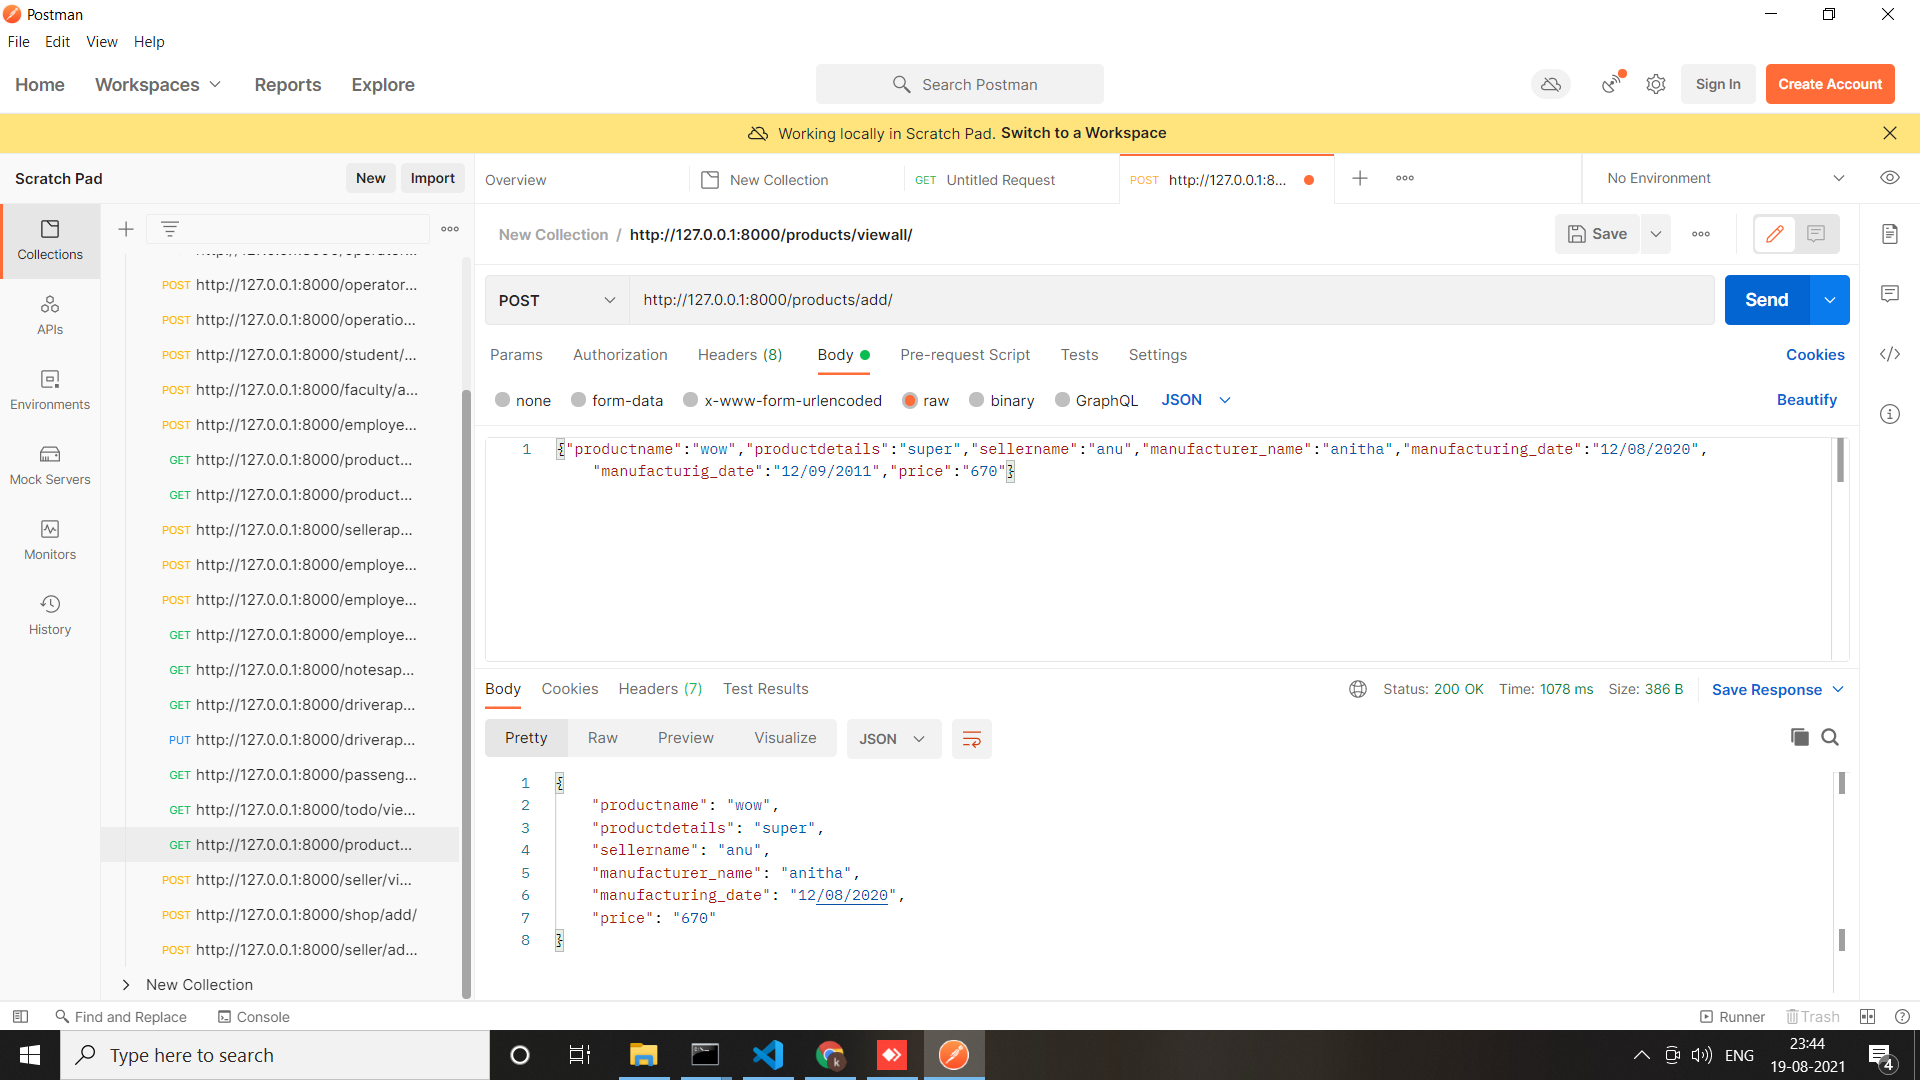 Postman
File Edit View Help
Home Workspaces Reports Explore Search Postman Sign In Create Account
Working locally in Scratch Pad. Switch to a Workspace
Scratch Pad New Import Overview New Collection GET Untitled Request POST http://127.0.0.1:8... No Environment
New Collection / http://127.0.0.1:8000/products/viewall/ Save
Collections
APIs
Environments
Mock Servers
Monitors
History
POST http://127.0.0.1:8000/operator...
POST http://127.0.0.1:8000/operatio...
POST http://127.0.0.1:8000/student/...
POST http://127.0.0.1:8000/faculty/a...
POST http://127.0.0.1:8000/employe...
GET http://127.0.0.1:8000/product...
GET http://127.0.0.1:8000/product...
POST http://127.0.0.1:8000/sellerap...
POST http://127.0.0.1:8000/employe...
POST http://127.0.0.1:8000/employe...
GET http://127.0.0.1:8000/employe...
GET http://127.0.0.1:8000/notesap...
GET http://127.0.0.1:8000/driverap...
PUT http://127.0.0.1:8000/driverap...
GET http://127.0.0.1:8000/passeng...
GET http://127.0.0.1:8000/todo/vie...
GET http://127.0.0.1:8000/product...
POST http://127.0.0.1:8000/seller/vi...
POST http://127.0.0.1:8000/shop/add/
POST http://127.0.0.1:8000/seller/ad...
New Collection
POST http://127.0.0.1:8000/products/add/ Send
Params Authorization Headers (8) Body Pre-request Script Tests Settings Cookies
none form-data x-www-form-urlencoded raw binary GraphQL JSON Beautify
1 {"productname":"wow","productdetails":"super","sellername":"anu","manufacturer_name":"anitha","manufacturing_date":"12/08/2020",
"manufacturig_date":"12/09/2011","price":"670"}
Body Cookies Headers (7) Test Results Status: 200 OK Time: 1078 ms Size: 386 B Save Response
Pretty Raw Preview Visualize JSON
1 {
2 "productname": "wow",
3 "productdetails": "super",
4 "sellername": "anu",
5 "manufacturer_name": "anitha",
6 "manufacturing_date": "12/08/2020",
7 "price": "670"
8 }
Find and Replace Console Runner Trash
Type here to search ENG 23:44
19-08-2021 4